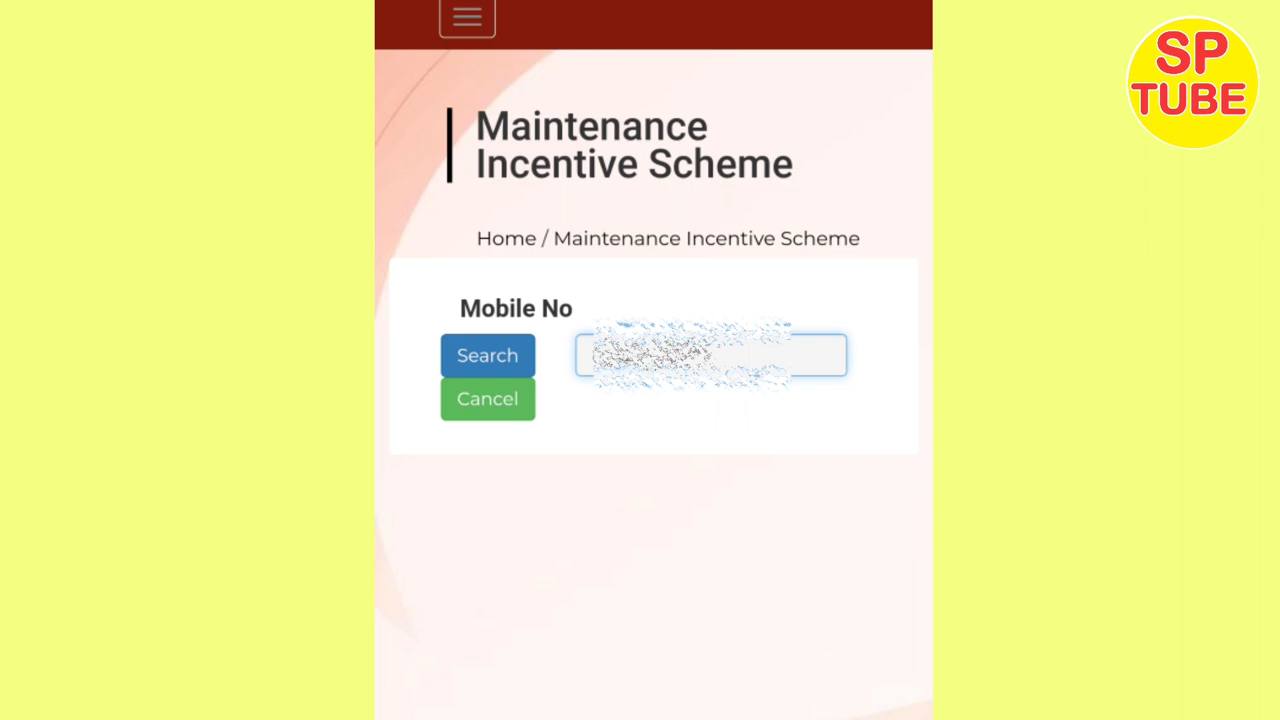 SP
TUBE
Maintenance
Incentive Scheme
Home / Maintenance Incentive Scheme
Mobile No
Search
Cancel